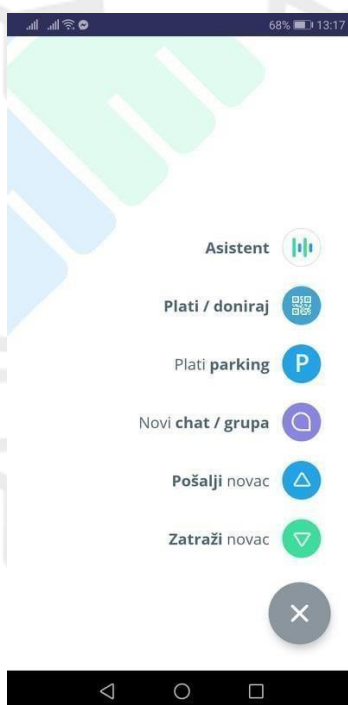 68% 13:17
Asistent
Plati / doniraj
Plati parking
P
Novi chat / grupa
Pošalji novac
Zatraži novac